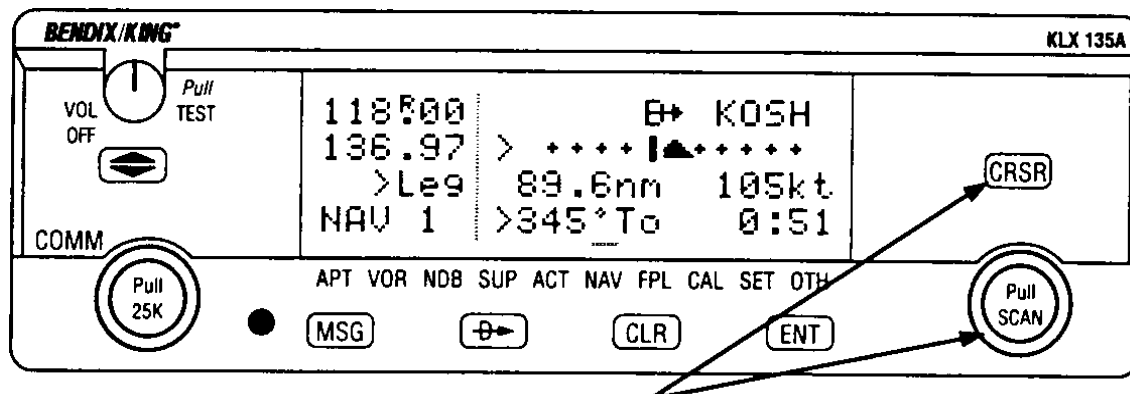 BENDIX/KING
KLX 135A
VOL
OFF
Pull
TEST
118R.00
136.97
>Leg
NAV 1
KOSH
>
89.6nm 105kt
>345°To 0:51
CRSR
COMM
Pull
25K
APT VOR NDB SUP ACT NAV FPL CAL SET OTH
Pull
SCAN
MSG
D
CLR
ENT